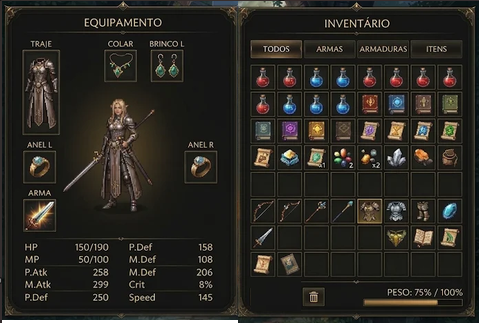 EQUIPAMENTO
TRAJE
COLAR
BRINCO L
ANEL L
ANEL R
ARMA
HP 150/190 P.Def 158
MP 50/100 M.Def 108
P.Atk 258 M.Def 206
M.Atk 299 Crit 8%
P.Def 250 Speed 145
INVENTÁRIO
TODOS ARMAS ARMADURAS ITENS
×1 2 ×2
PESO: 75% / 100%